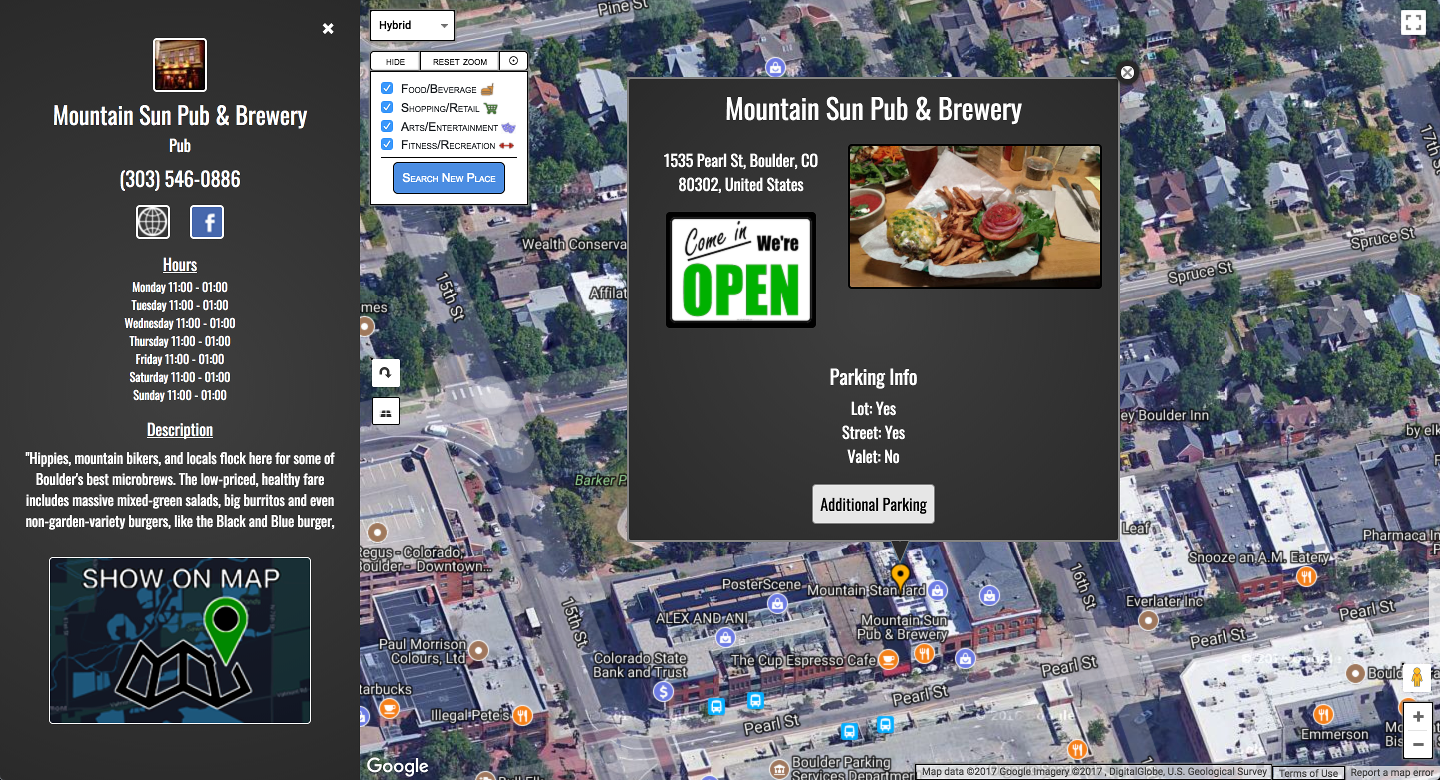 Mountain Sun Pub & Brewery
Pub
(303) 546-0886
f
Hours
Monday 11:00 - 01:00
Tuesday 11:00 - 01:00
Wednesday 11:00 - 01:00
Thursday 11:00 - 01:00
Friday 11:00 - 01:00
Saturday 11:00 - 01:00
Sunday 11:00 - 01:00
Description
"Hippies, mountain bikers, and locals flock here for some of
Boulder's best microbrews. The low-priced, healthy fare
includes massive mixed-green salads, big burritos and even
non-garden-variety burgers, like the Black and Blue burger,
SHOW ON MAP
Hybrid
HIDE
RESET ZOOM
Food/Beverage
Shopping/Retail
Arts/Entertainment
Fitness/Recreation
Search New Place
Mountain Sun Pub & Brewery
1535 Pearl St, Boulder, CO
80302, United States
Come in We're
OPEN
Parking Info
Lot: Yes
Street: Yes
Valet: No
Additional Parking
Pine St
17th St
Spruce St
Spruce St
Wealth Conserva
Affilia
15th St
mes
ey Boulder Inn
by elk
Barker P
Leaf
Pharmaca In
Regus - Colorado,
Boulder - Downtown...
Snooze an A.M. Eatery
PosterScene
Mountain Standard
16th St
Everlater Inc
Pearl St
15th St
ALEX AND ANI
Mountain Sun
Pub & Brewery
Pearl St
Paul Morrison
Colours, Ltd
Colorado State
Bank and Trust
The Cup Espresso Cafe
Pearl St
Bould
tarbucks
$
Pearl St
Illegal Pete's
Pearl St
Emmerson
Mo
Bis
Boulder Parking
Services Departmen
Google
Map data ©2017 Google Imagery ©2017 , DigitalGlobe, U.S. Geological Survey
Terms of Use
Report a map error